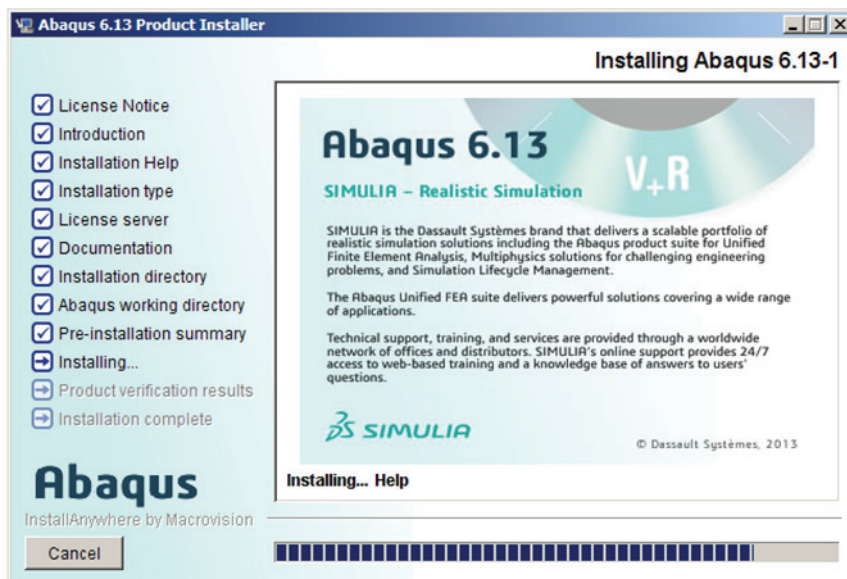 Abaqus 6.13 Product Installer
Installing Abaqus 6.13-1
License Notice
Introduction
Installation Help
Installation type
License server
Documentation
Installation directory
Abaqus working directory
Pre-installation summary
Installing...
Product verification results
Installation complete
Abaqus 6.13
V+R
SIMULIA – Realistic Simulation
SIMULIA is the Dassault Systèmes brand that delivers a scalable portfolio of
realistic simulation solutions including the Abaqus product suite for Unified
Finite Element Analysis, Multiphysics solutions for challenging engineering
problems, and Simulation Lifecycle Management.
The Abaqus Unified FEA suite delivers powerful solutions covering a wide range
of applications.
Technical support, training, and services are provided through a worldwide
network of offices and distributors. SIMULIA's online support provides 24/7
access to web-based training and a knowledge base of answers to users'
questions.
3DS SIMULIA
© Dassault Systèmes, 2013
Installing... Help
Abaqus
InstallAnywhere by Macrovision
Cancel